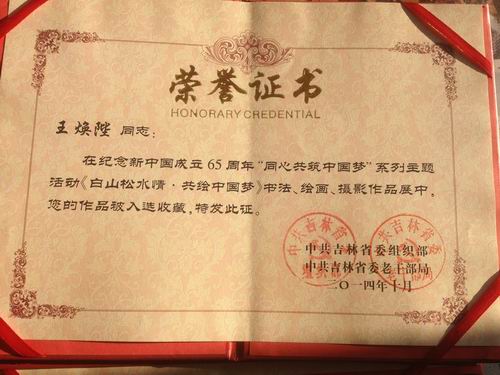 荣誉证书
HONORARY CREDENTIAL
王焕陞 同志：
在纪念新中国成立 65 周年“同心共筑中国梦”系列主题
活动《白山松水情·共绘中国梦》书法、绘画、摄影作品展中，
您的作品被入选收藏，特发此证。
中共吉林省委组织部
中共吉林省委老干部局
二〇一四年十月